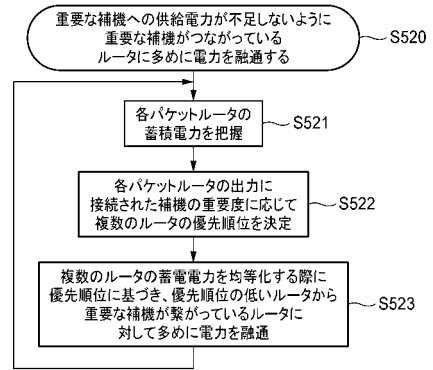 重要な補機への供給電力が不足しないように
重要な補機がつながっている
ルータに多めに電力を融通する
S520
各パケットルータの
蓄積電力を把握
S521
各パケットルータの出力に
接続された補機の重要度に応じて
複数のルータの優先順位を決定
S522
複数のルータの蓄電電力を均等化する際に
優先順位に基づき、優先順位の低いルータから
重要な補機が繋がっているルータに
対して多めに電力を融通
S523